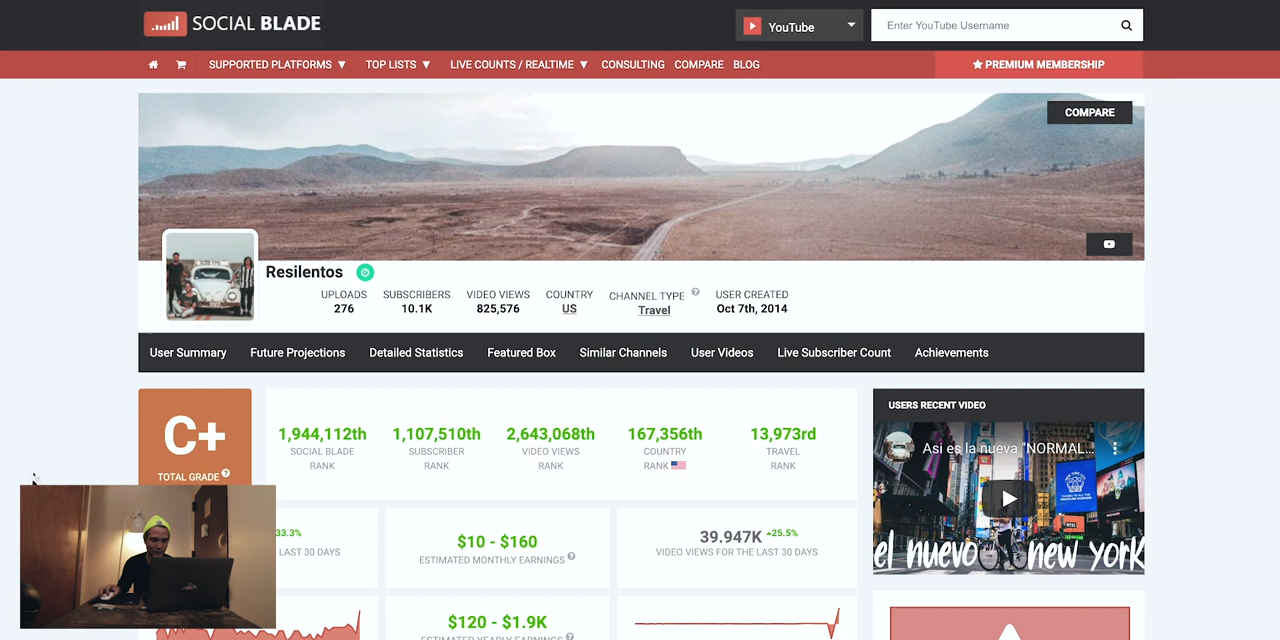 SOCIAL BLADE
YouTube
Enter YouTube Username
SUPPORTED PLATFORMS ▼
TOP LISTS ▼
LIVE COUNTS / REALTIME ▼
CONSULTING
COMPARE
BLOG
★ PREMIUM MEMBERSHIP
COMPARE
Resilentos
UPLOADS
276
SUBSCRIBERS
10.1K
VIDEO VIEWS
825,576
COUNTRY
US
CHANNEL TYPE ?
Travel
USER CREATED
Oct 7th, 2014
User Summary
Future Projections
Detailed Statistics
Featured Box
Similar Channels
User Videos
Live Subscriber Count
Achievements
C+
TOTAL GRADE ?
1,944,112th
SOCIAL BLADE
RANK
1,107,510th
SUBSCRIBER
RANK
2,643,068th
VIDEO VIEWS
RANK
167,356th
COUNTRY
RANK
13,973rd
TRAVEL
RANK
USERS RECENT VIDEO
Asi es la nueva "NORMAL...
el nuevo new york
33.3%
LAST 30 DAYS
$10 - $160
ESTIMATED MONTHLY EARNINGS ?
39.947K 25.5%
VIDEO VIEWS FOR THE LAST 30 DAYS
$120 - $1.9K
ESTIMATED YEARLY EARNINGS ?